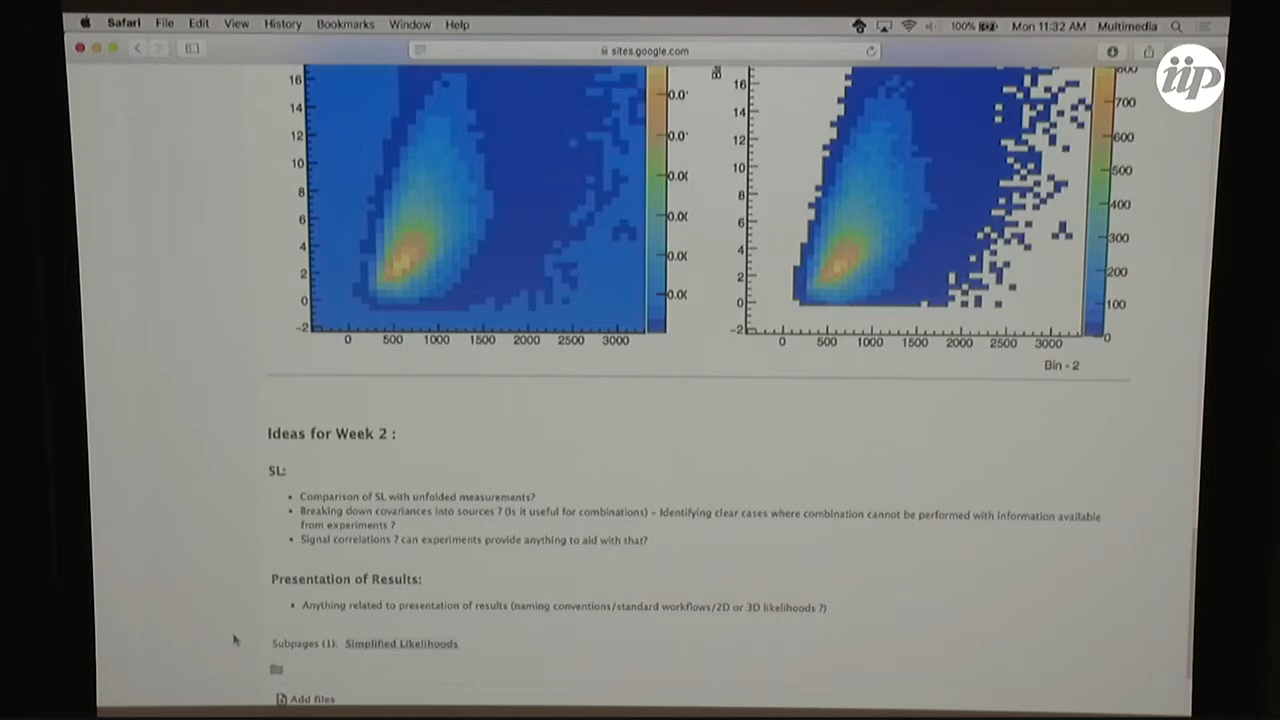 Safari File Edit View History Bookmarks Window Help 100% Mon 11:32 AM Multimedia
sites.google.com
iip
16
14
12
10
8
6
4
2
0
-2
0 500 1000 1500 2000 2500 3000
16
14
12
10
8
6
4
2
0
-2
0 500 1000 1500 2000 2500 3000
700
600
500
400
300
200
100
0
Bin - 2
Ideas for Week 2 :
SL:
• Comparison of SL with unfolded measurements?
• Breaking down covariances into sources ? (Is it useful for combinations) - Identifying clear cases where combination cannot be performed with information available
from experiments ?
• Signal correlations ? can experiments provide anything to aid with that?
Presentation of Results:
• Anything related to presentation of results (naming conventions/standard workflows/2D or 3D likelihoods ?)
Subpages (1): Simplified Likelihoods
Add files